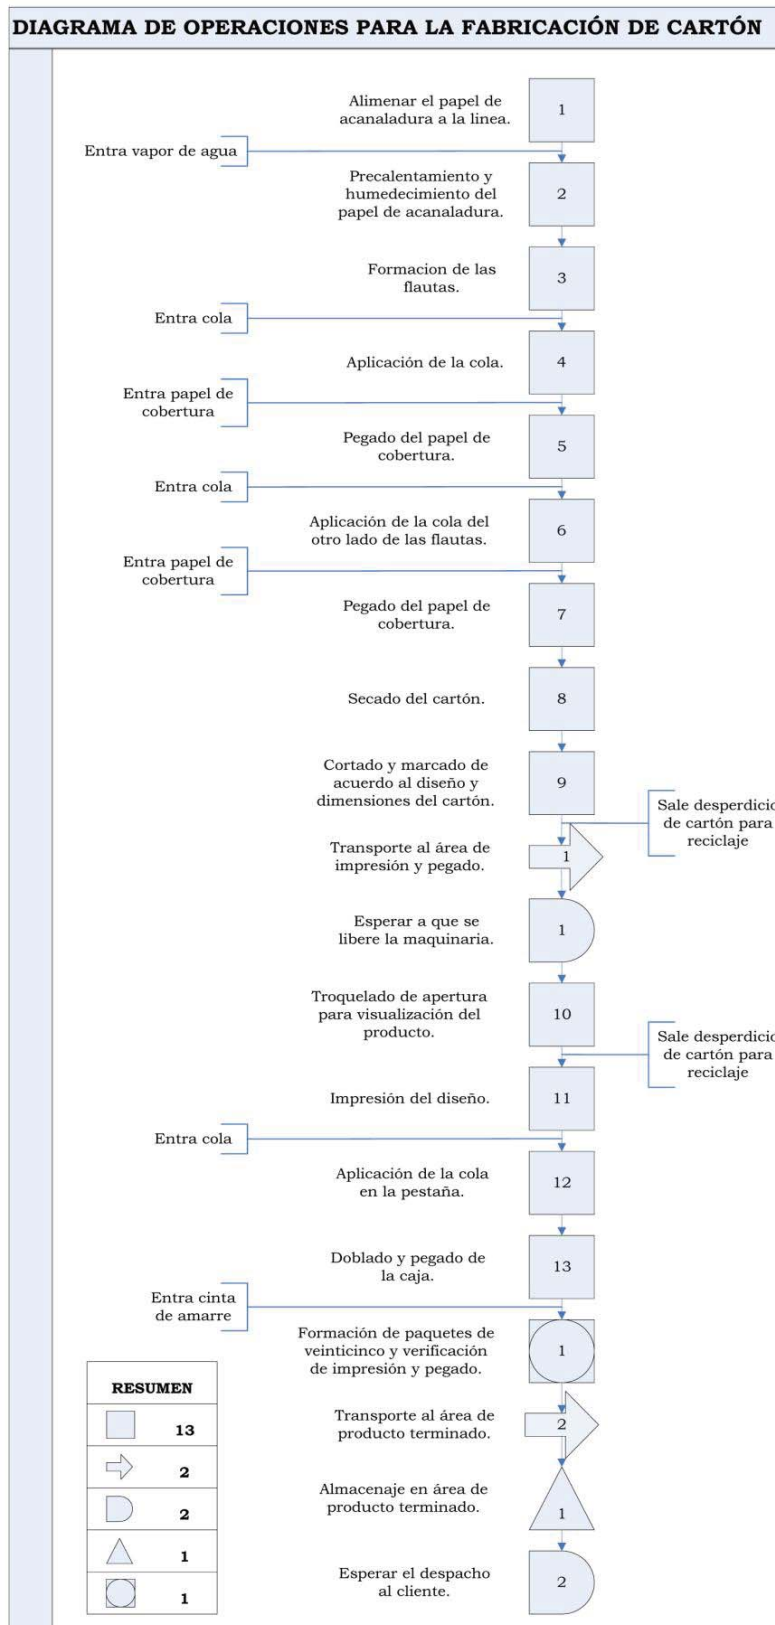 DIAGRAMA DE OPERACIONES PARA LA FABRICACIÓN DE CARTÓN
Alimenar el papel de
acanaladura a la linea.
1
Entra vapor de agua
Precalentamiento y
humedecimiento del
papel de acanaladura.
2
Formacion de las
flautas.
3
Entra cola
Aplicación de la cola.
4
Entra papel de
cobertura
Pegado del papel de
cobertura.
5
Entra cola
Aplicación de la cola del
otro lado de las flautas.
6
Entra papel de
cobertura
Pegado del papel de
cobertura.
7
Secado del cartón.
8
Cortado y marcado de
acuerdo al diseño y
dimensiones del cartón.
9
Sale desperdicio
de cartón para
reciclaje
Transporte al área de
impresión y pegado.
1
Esperar a que se
libere la maquinaria.
1
Troquelado de apertura
para visualización del
producto.
10
Sale desperdicio
de cartón para
reciclaje
Impresión del diseño.
11
Entra cola
Aplicación de la cola
en la pestaña.
12
Doblado y pegado de
la caja.
13
Entra cinta
de amarre
Formación de paquetes de
veinticinco y verificación
de impresión y pegado.
1
Transporte al área de
producto terminado.
2
Almacenaje en área de
producto terminado.
1
Esperar el despacho
al cliente.
2
RESUMEN
13
2
2
1
1